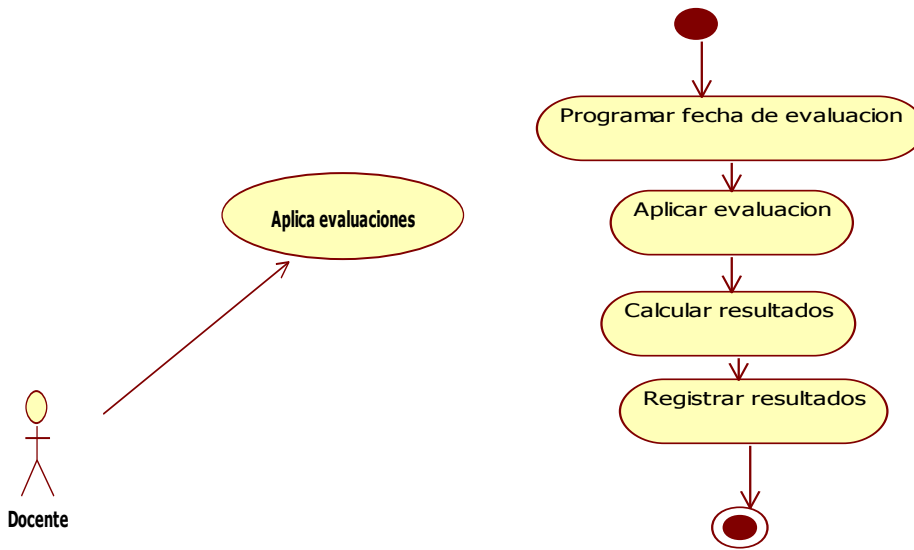 Aplica evaluaciones
Docente
Programar fecha de evaluacion
Aplicar evaluacion
Calcular resultados
Registrar resultados